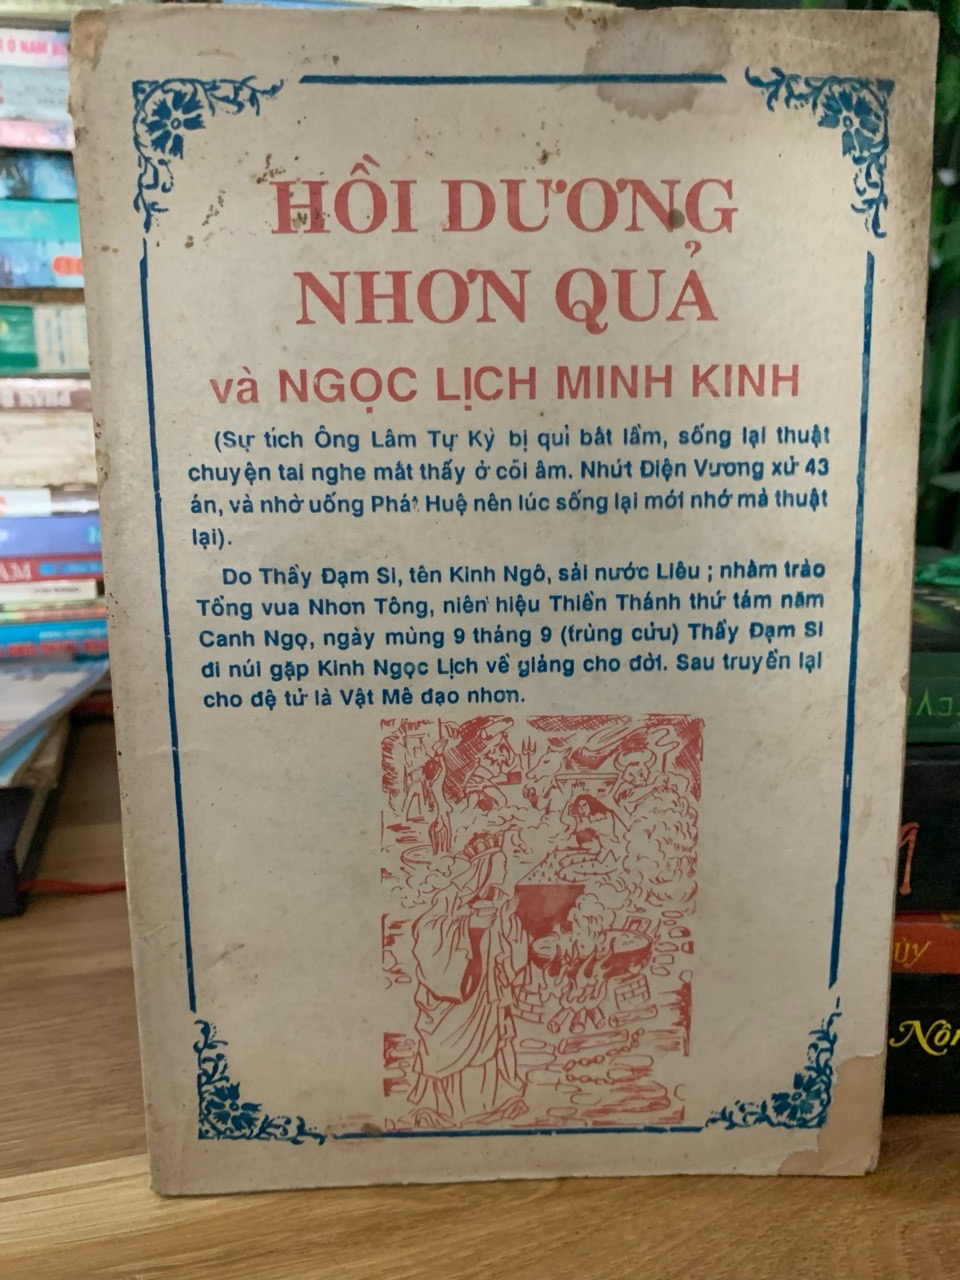 HỒI DƯƠNG
NHƠN QUẢ
và NGỌC LỊCH MINH KINH
(Sự tích Ông Lâm Tự Kỳ bị quỉ bắt lầm, sống lại thuật
chuyện tai nghe mắt thấy ở cõi âm. Nhứt Điện Vương xử 43
án, và nhờ uống Phát Huệ nên lúc sống lại mới nhớ mà thuật
lại).
Do Thầy Đạm Si, tên Kinh Ngô, sãi nước Liêu ; nhằm trào
Tống vua Nhơn Tông, niên hiệu Thiên Thánh thứ tám năm
Canh Ngọ, ngày mùng 9 tháng 9 (trùng cửu) Thầy Đạm Si
đi núi gặp Kinh Ngọc Lịch về giảng cho đời. Sau truyền lại
cho đệ tử là Vật Mê đạo nhơn.
ỦY